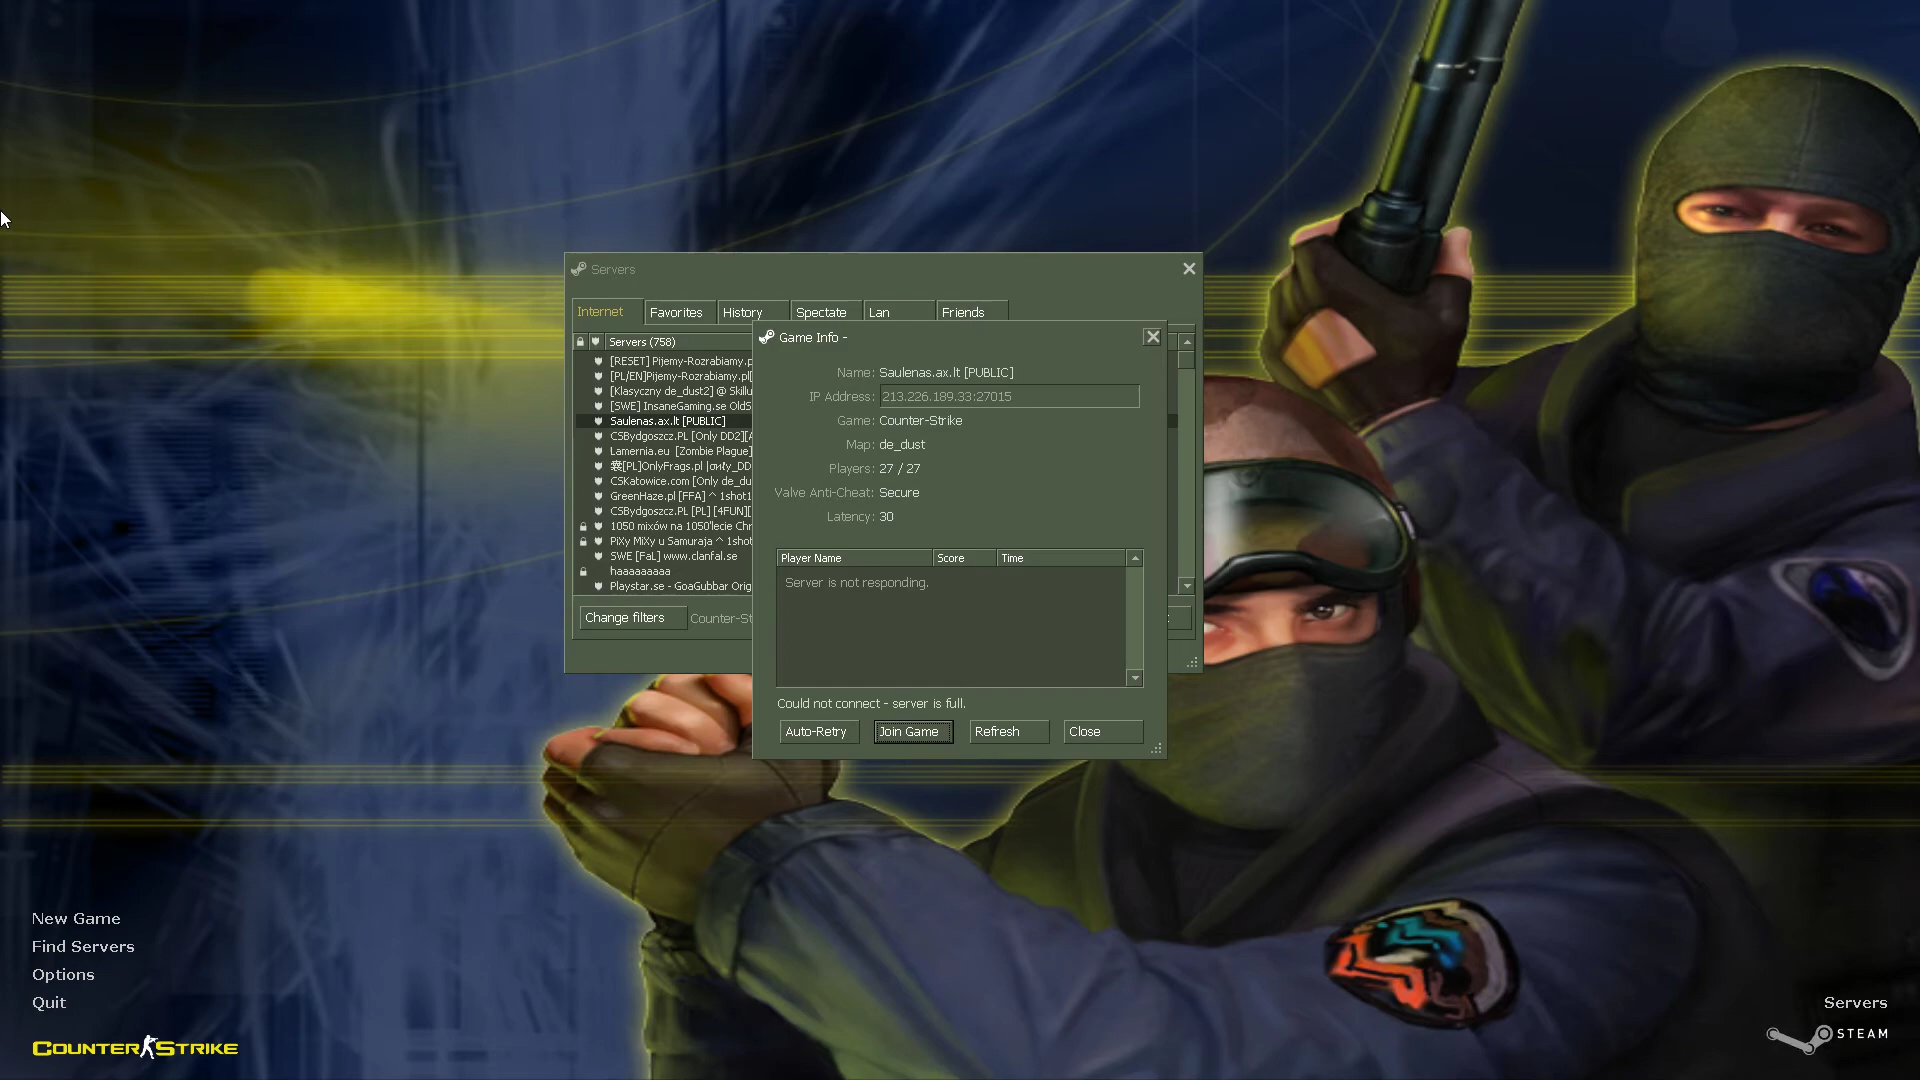 Servers
Internet
Favorites
History
Spectate
Lan
Friends
Servers (758)
[RESET] Pijemy-Rozrabiamy.p
[PL/EN]Pijemy-Rozrabiamy.pl[
[Klasyczny de_dust2] @ Skillu
[SWE] InsaneGaming.se OldS
Saulenas.ax.lt [PUBLIC]
CSBydgoszcz.PL [Only DD2][A
Lamernia.eu [Zombie Plague]
[PL]OnlyFrags.pl
CSKatowice.com [Only de_du
GreenHaze.pl [FFA] ^ 1shot1
CSBydgoszcz.PL [PL] [4FUN][
1050 mixów na 1050'lecie Chr
PiXy MiXy u Samuraja ^ 1shot
SWE [FaL] www.clanfal.se
haaaaaaaaa
Playstar.se - GoaGubbar Orig
Change filters
Counter-St
Game Info -
Name: Saulenas.ax.lt [PUBLIC]
IP Address: 213.226.189.33:27015
Game: Counter-Strike
Map: de_dust
Players: 27 / 27
Valve Anti-Cheat: Secure
Latency: 30
Player Name Score Time
Server is not responding.
Could not connect - server is full.
Auto-Retry Join Game Refresh Close
New Game
Find Servers
Options
Quit
COUNTER STRIKE
Servers
STEAM